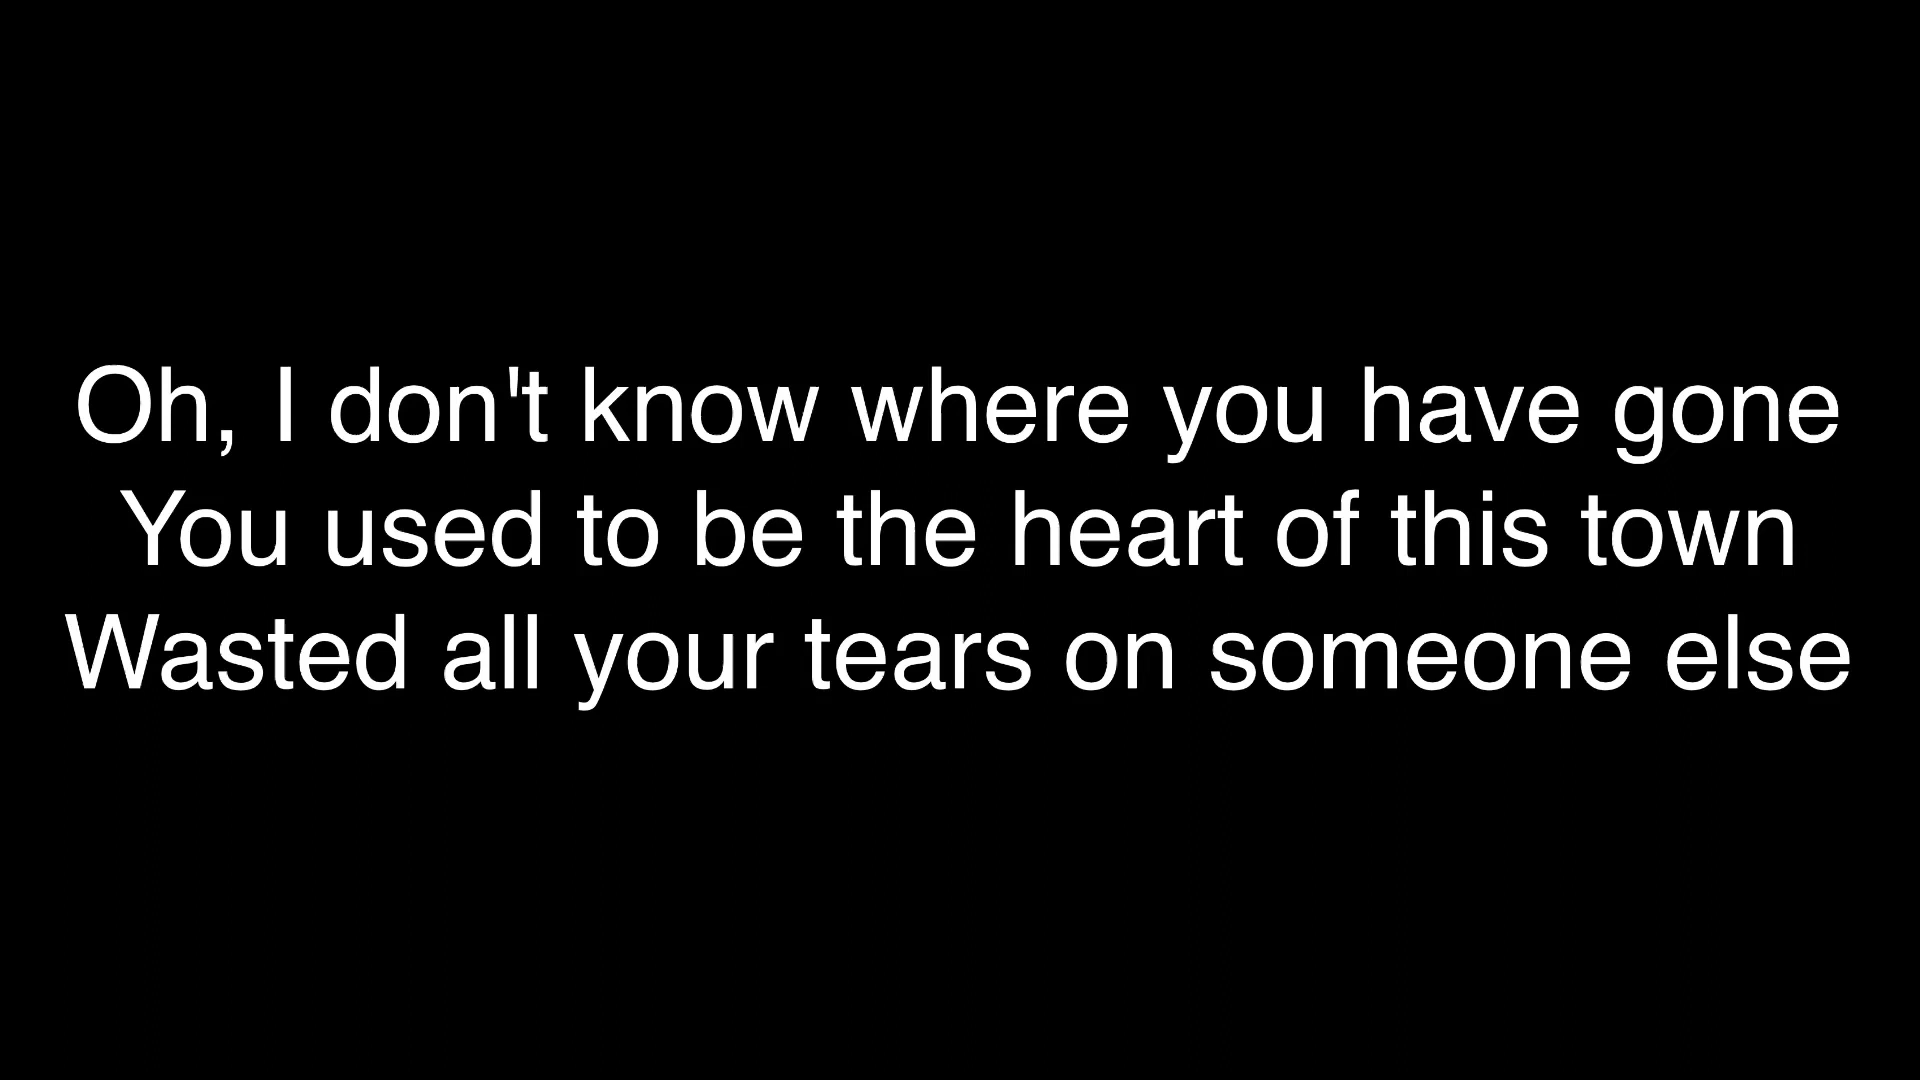 Oh, I don't know where you have gone
You used to be the heart of this town
Wasted all your tears on someone else